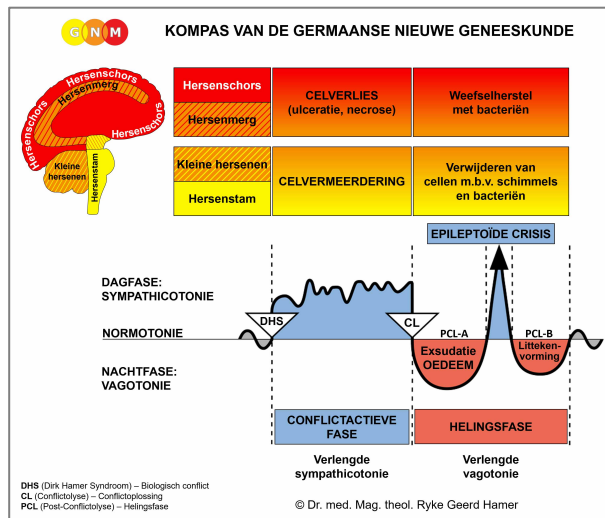 G N M
KOMPAS VAN DE GERMAANSE NIEUWE GENEESKUNDE
Hersenschors
Hersenmerg
Hersenschors
Hersenschors
Kleine
hersenen
Hersenstam
Hersenschors
Hersenmerg
CELVERLIES
(ulceratie, necrose)
Weefselherstel
met bacteriën
Kleine hersenen
Hersenstam
CELVERMEERDERING
Verwijderen van
cellen m.b.v. schimmels
en bacteriën
EPILEPTOÏDE CRISIS
DAGFASE:
SYMPATHICOTONIE
DHS
CL
NORMOTONIE
PCL-A
PCL-B
Exsudatie
OEDEEM
Litteken-
vorming
NACHTFASE:
VAGOTONIE
CONFLICTACTIEVE
FASE
HELINGSFASE
Verlengde
sympathicotonie
Verlengde
vagotonie
DHS (Dirk Hamer Syndroom) – Biologisch conflict
CL (Conflictolyse) – Conflictoplossing
PCL (Post-Conflictolyse) – Helingsfase
© Dr. med. Mag. theol. Ryke Geerd Hamer